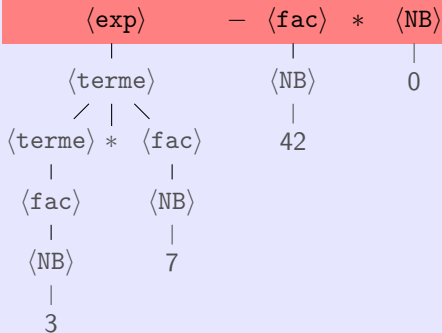 ⟨exp⟩ − ⟨fac⟩ * ⟨NB⟩
⟨terme⟩ ⟨NB⟩ 0
⟨terme⟩ * ⟨fac⟩ 42
⟨fac⟩ ⟨NB⟩
⟨NB⟩ 7
3